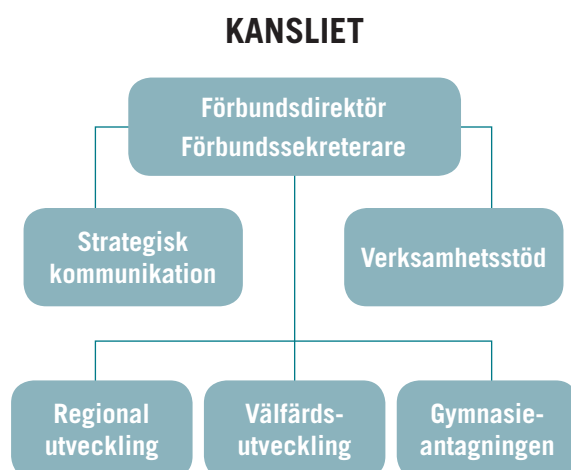 KANSLIET
Förbundsdirektör
Förbundssekreterare
Strategisk
kommunikation
Verksamhetsstöd
Regional
utveckling
Välfärds-
utveckling
Gymnasie-
antagningen